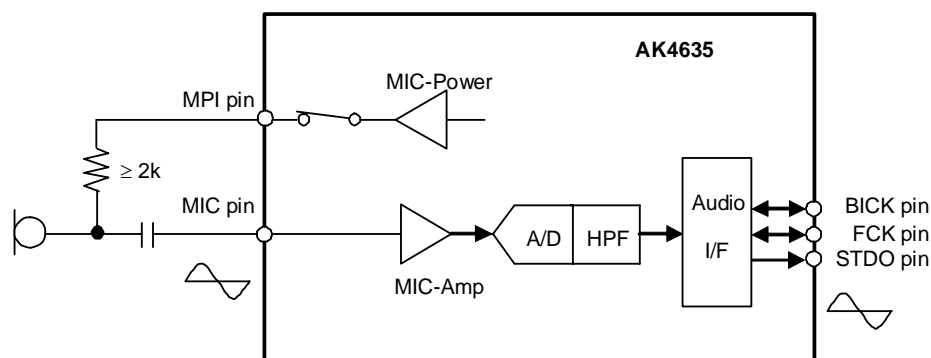 AK4635
MIC-Power
MPI pin
≥ 2k
MIC pin
Audio
I/F
A/D
HPF
MIC-Amp
BICK pin
FCK pin
STDO pin